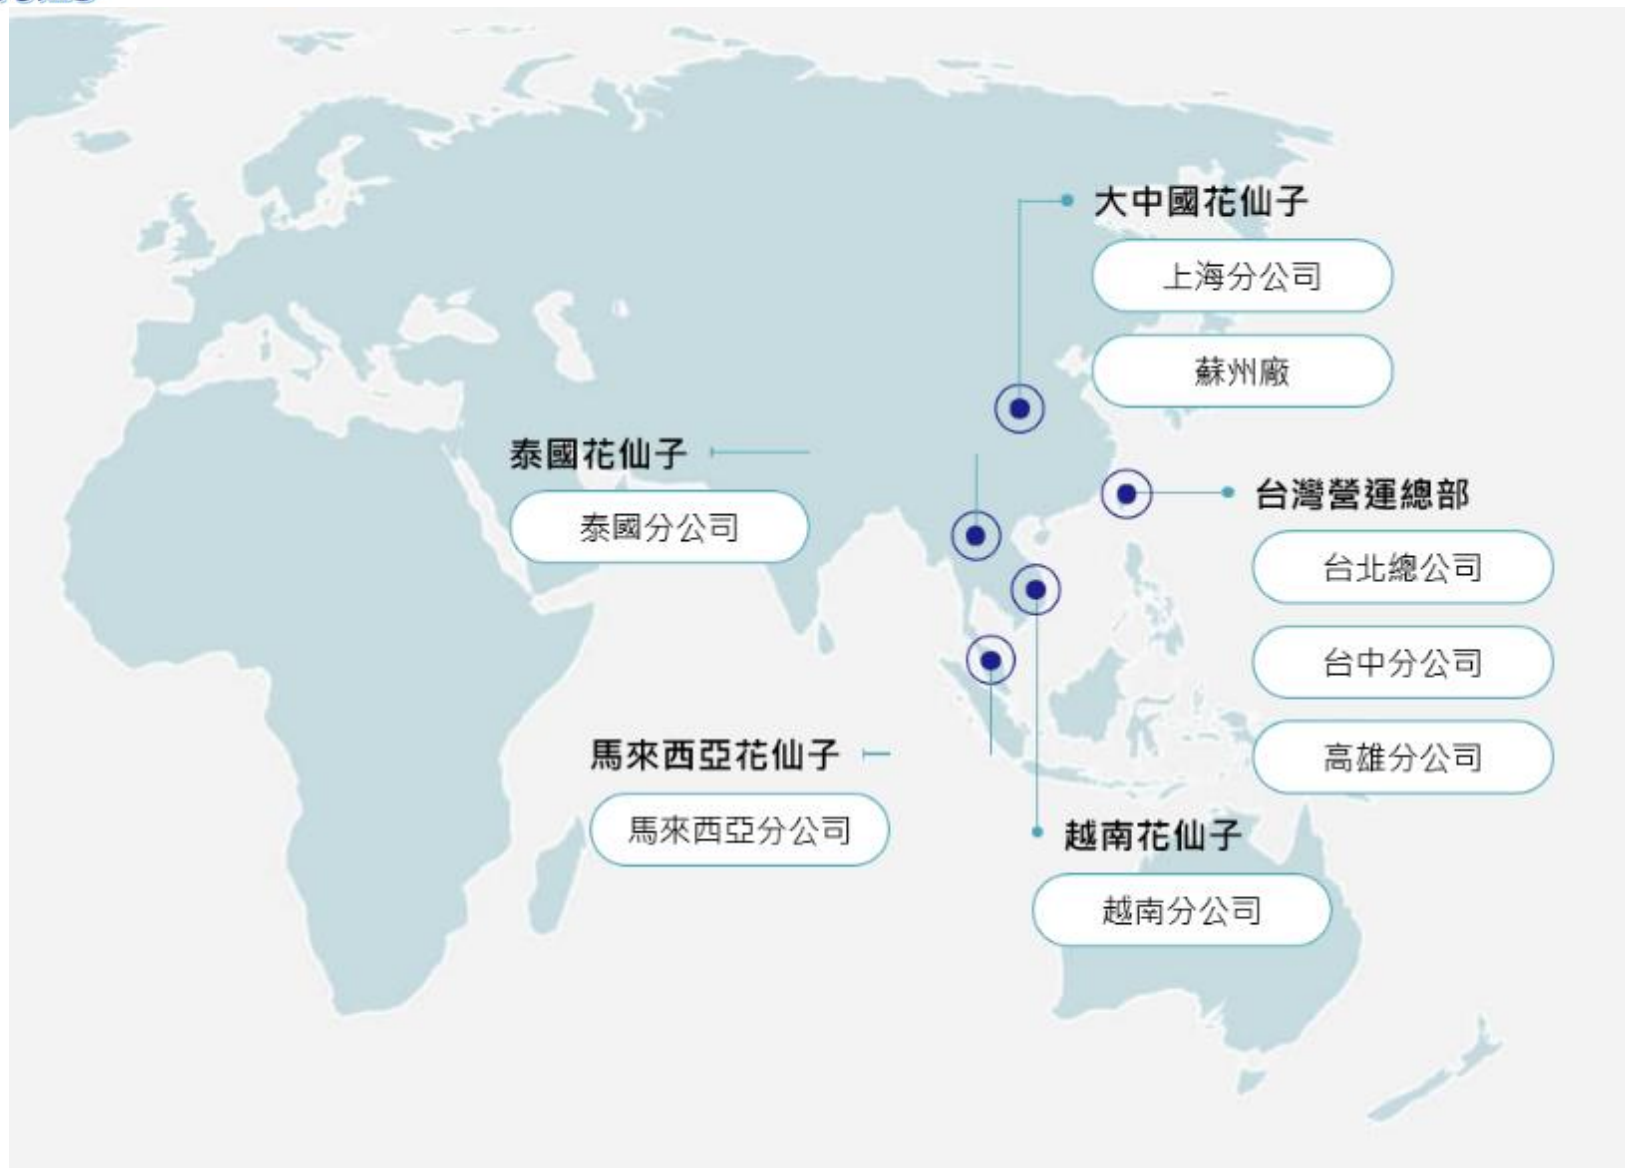 大中國花仙子
上海分公司
蘇州廠
泰國花仙子
泰國分公司
台灣營運總部
台北總公司
台中分公司
高雄分公司
馬來西亞花仙子
馬來西亞分公司
越南花仙子
越南分公司